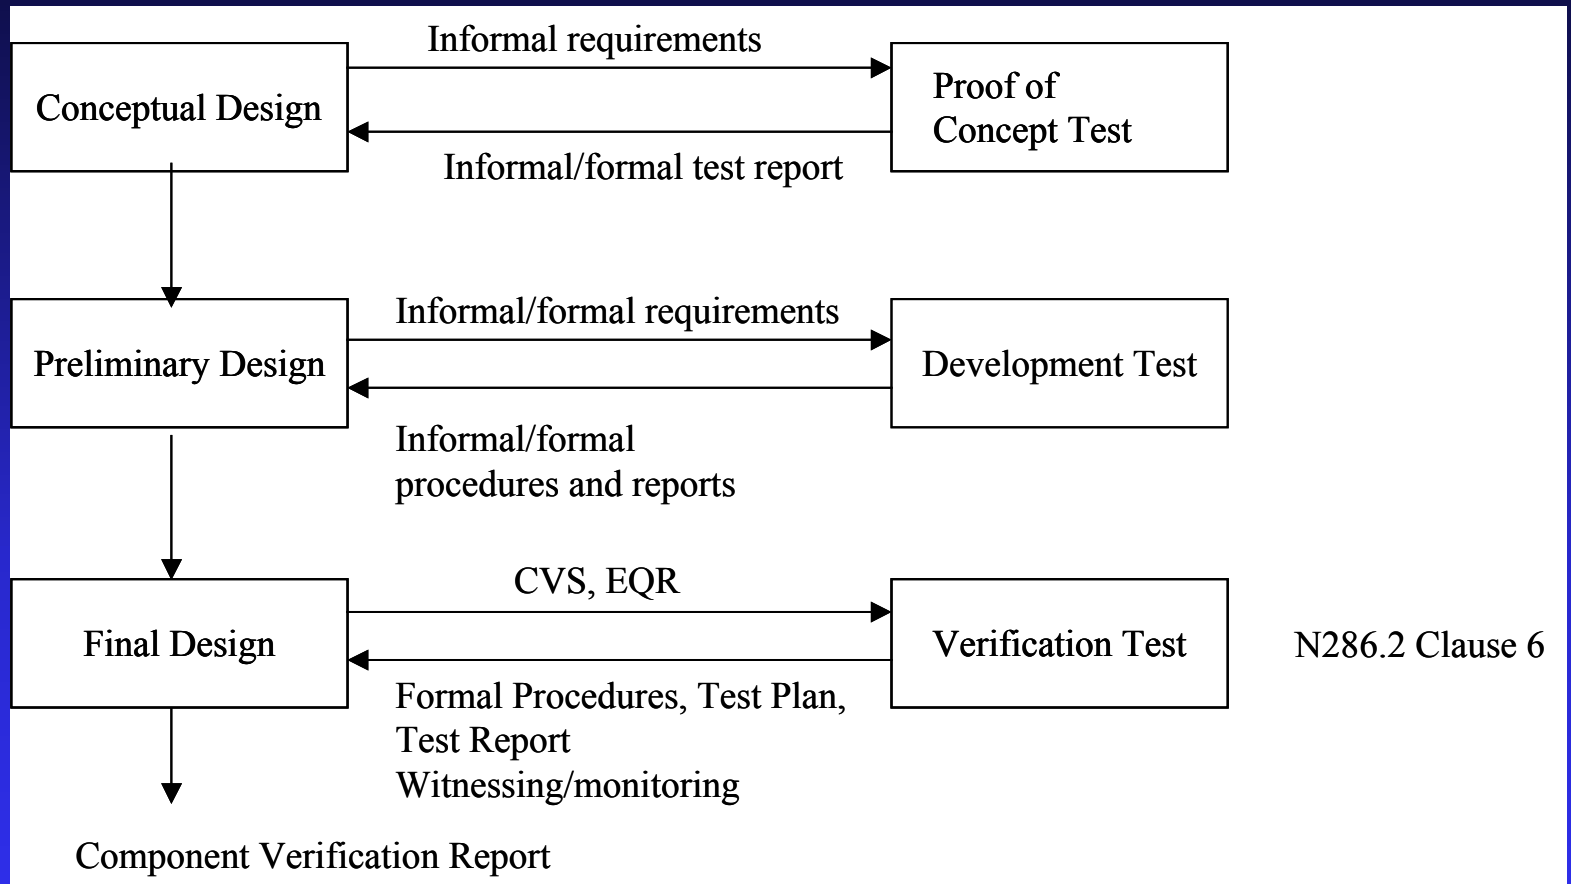 Informal requirements
Conceptual Design
Proof of
Concept Test
Informal/formal test report
Informal/formal requirements
Preliminary Design
Development Test
Informal/formal
procedures and reports
CVS, EQR
Final Design
Verification Test
N286.2 Clause 6
Formal Procedures, Test Plan,
Test Report
Witnessing/monitoring
Component Verification Report